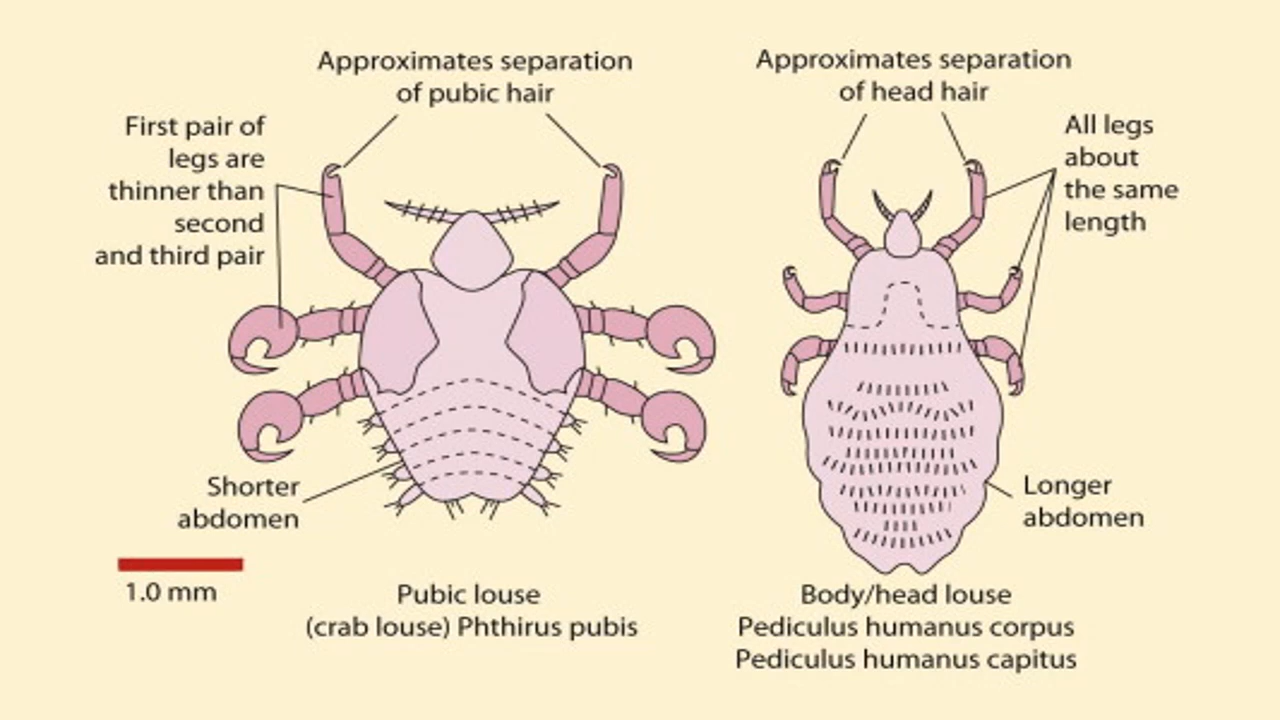 Approximates separation
of pubic hair
First pair of
legs are
thinner than
second
and third pair
Shorter
abdomen
1.0 mm
Pubic louse
(crab louse) Phthirus pubis
Approximates separation
of head hair
All legs
about
the same
length
Longer
abdomen
Body/head louse
Pediculus humanus corpus
Pediculus humanus capitus